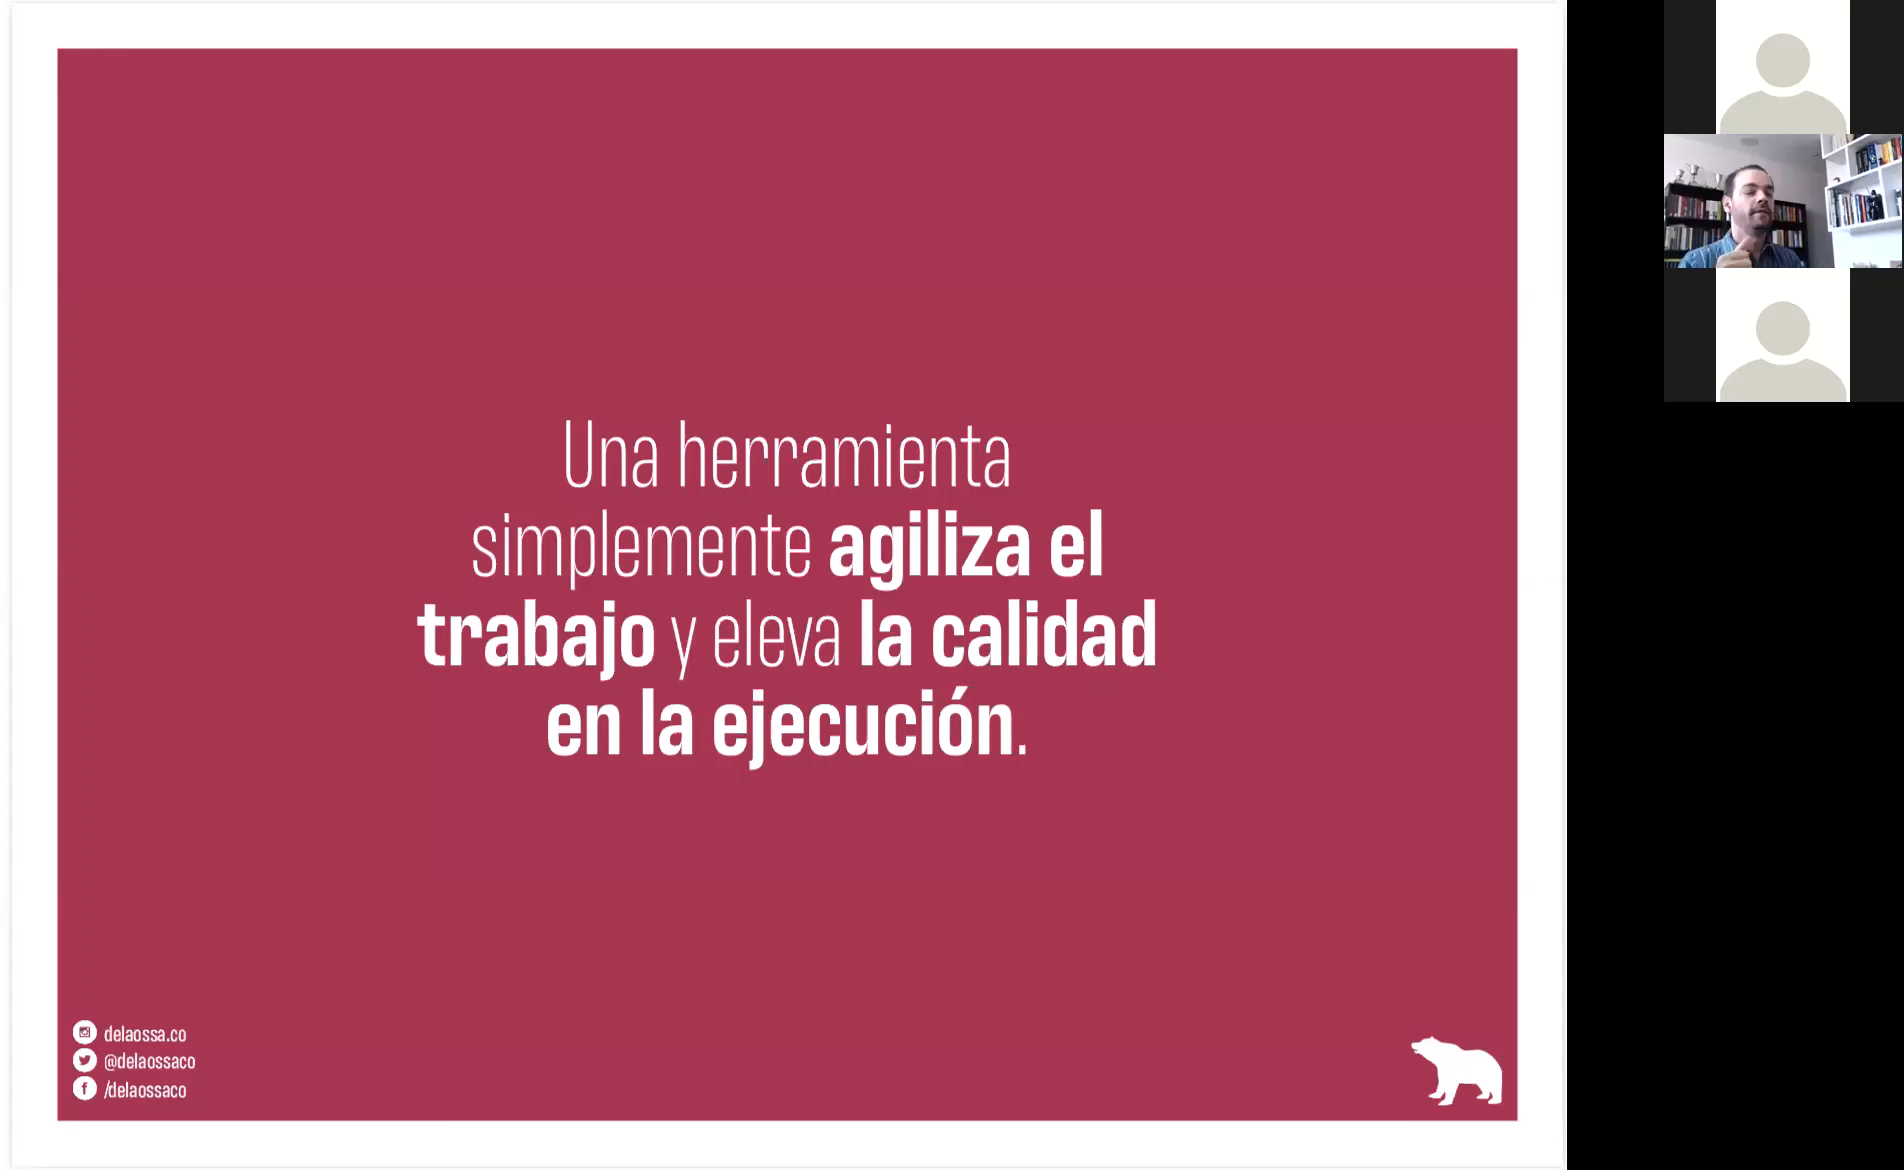 Una herramienta
simplemente agiliza el
trabajo y eleva la calidad
en la ejecución.
delaossa.co
@delaossaco
/delaossaco